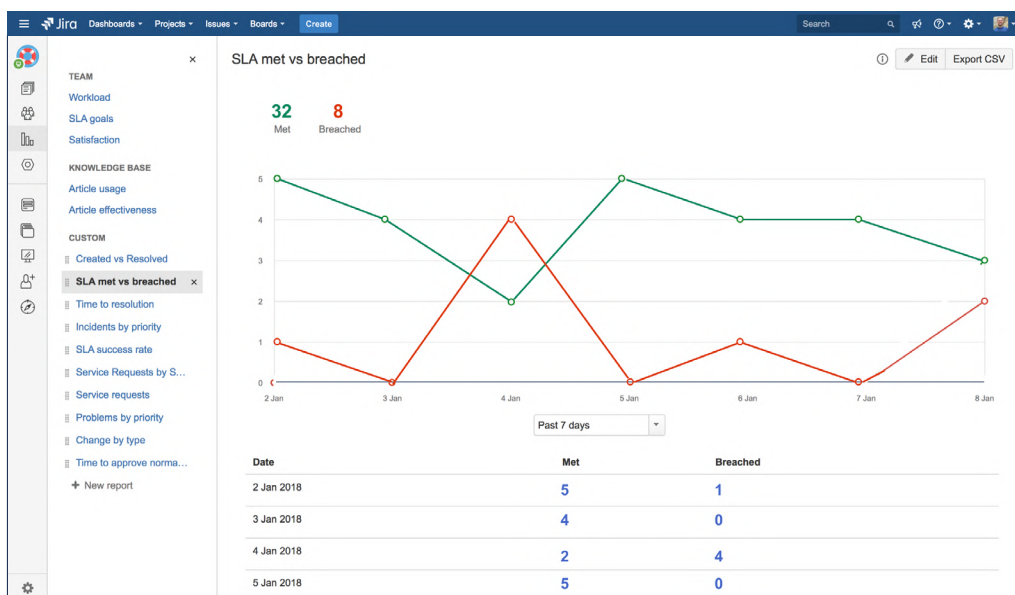 Jira Dashboards Projects Issues Boards Create Search
SLA met vs breached
Edit Export CSV
TEAM
Workload
SLA goals
Satisfaction
KNOWLEDGE BASE
Article usage
Article effectiveness
CUSTOM
Created vs Resolved
SLA met vs breached
Time to resolution
Incidents by priority
SLA success rate
Service Requests by S...
Service requests
Problems by priority
Change by type
Time to approve norma...
New report
32 8
Met Breached
5
4
3
2
1
0
2 Jan 3 Jan 4 Jan 5 Jan 6 Jan 7 Jan 8 Jan
Past 7 days
Date Met Breached
2 Jan 2018 5 1
3 Jan 2018 4 0
4 Jan 2018 2 4
5 Jan 2018 5 0